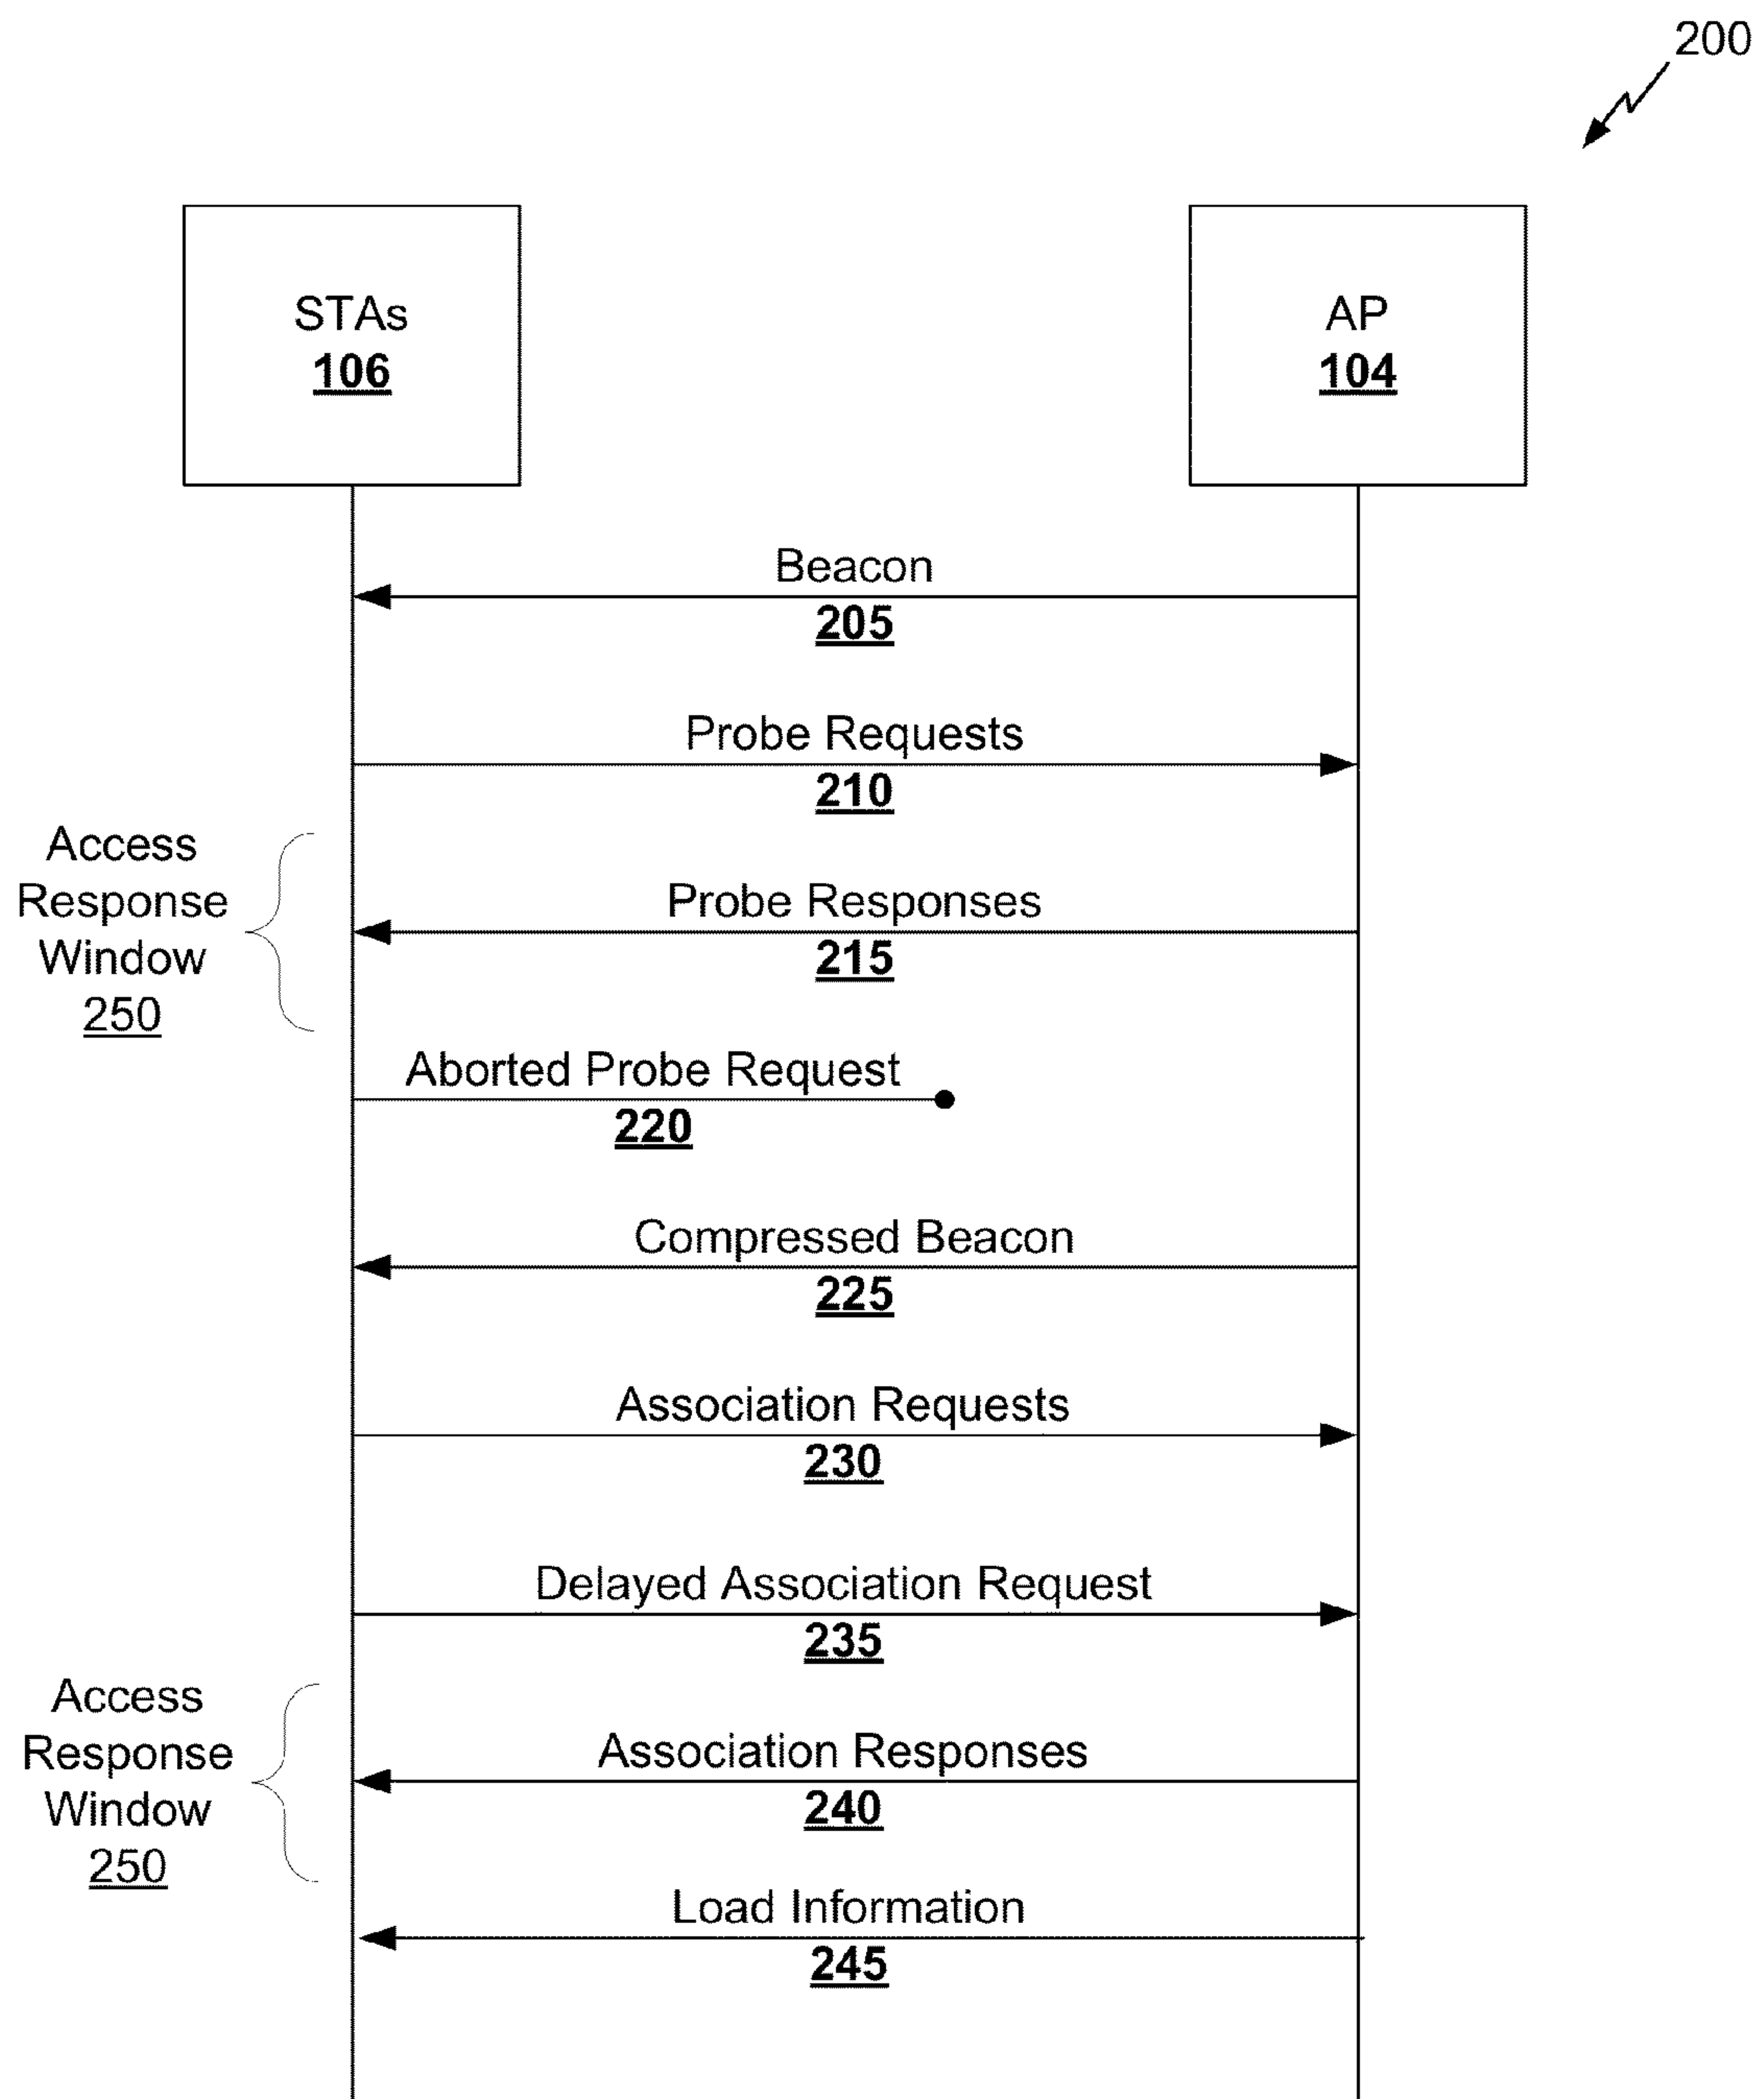 200
STAs
106
AP
104
Beacon
205
Probe Requests
210
Access
Response
Window
250
Probe Responses
215
Aborted Probe Request
220
Compressed Beacon
225
Association Requests
230
Delayed Association Request
235
Access
Response
Window
250
Association Responses
240
Load Information
245